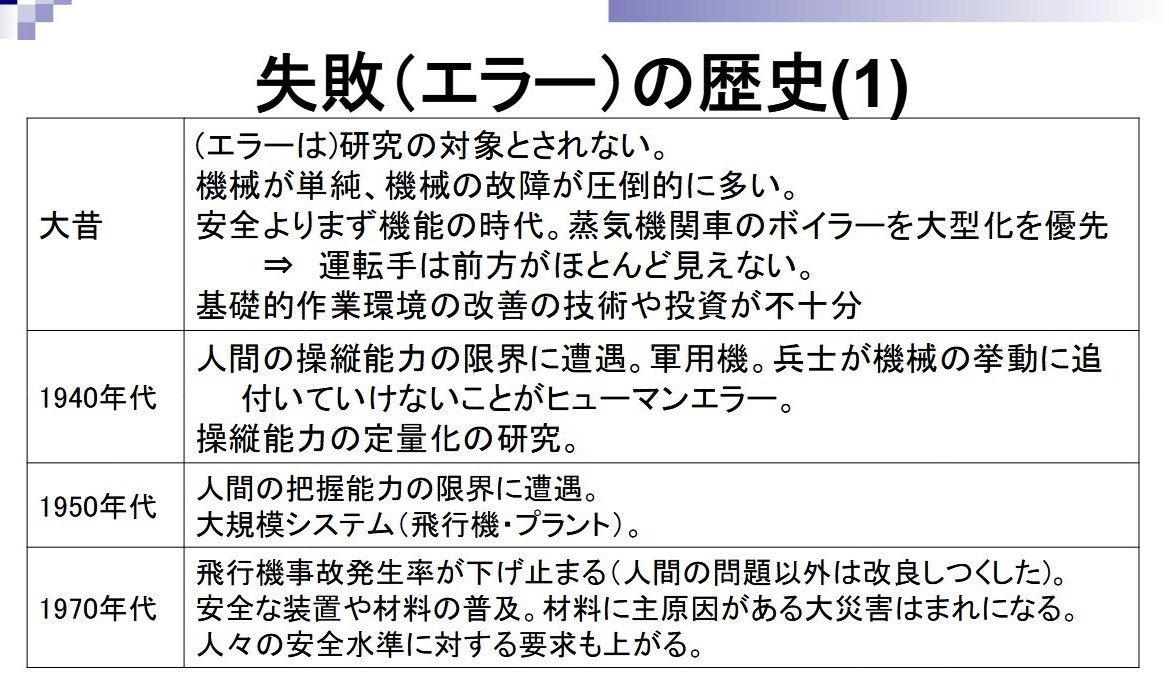 失敗（エラー）の歴史(1)
大昔
（エラーは）研究の対象とされない。
機械が単純、機械の故障が圧倒的に多い。
安全よりまず機能の時代。蒸気機関車のボイラーを大型化を優先
⇒ 運転手は前方がほとんど見えない。
基礎的作業環境の改善の技術や投資が不十分
1940年代
人間の操縦能力の限界に遭遇。軍用機。兵士が機械の挙動に追
付いていけないことがヒューマンエラー。
操縦能力の定量化の研究。
1950年代
人間の把握能力の限界に遭遇。
大規模システム（飛行機・プラント）。
1970年代
飛行機事故発生率が下げ止まる（人間の問題以外は改良しつくした）。
安全な装置や材料の普及。材料に主原因がある大災害はまれになる。
人々の安全水準に対する要求も上がる。